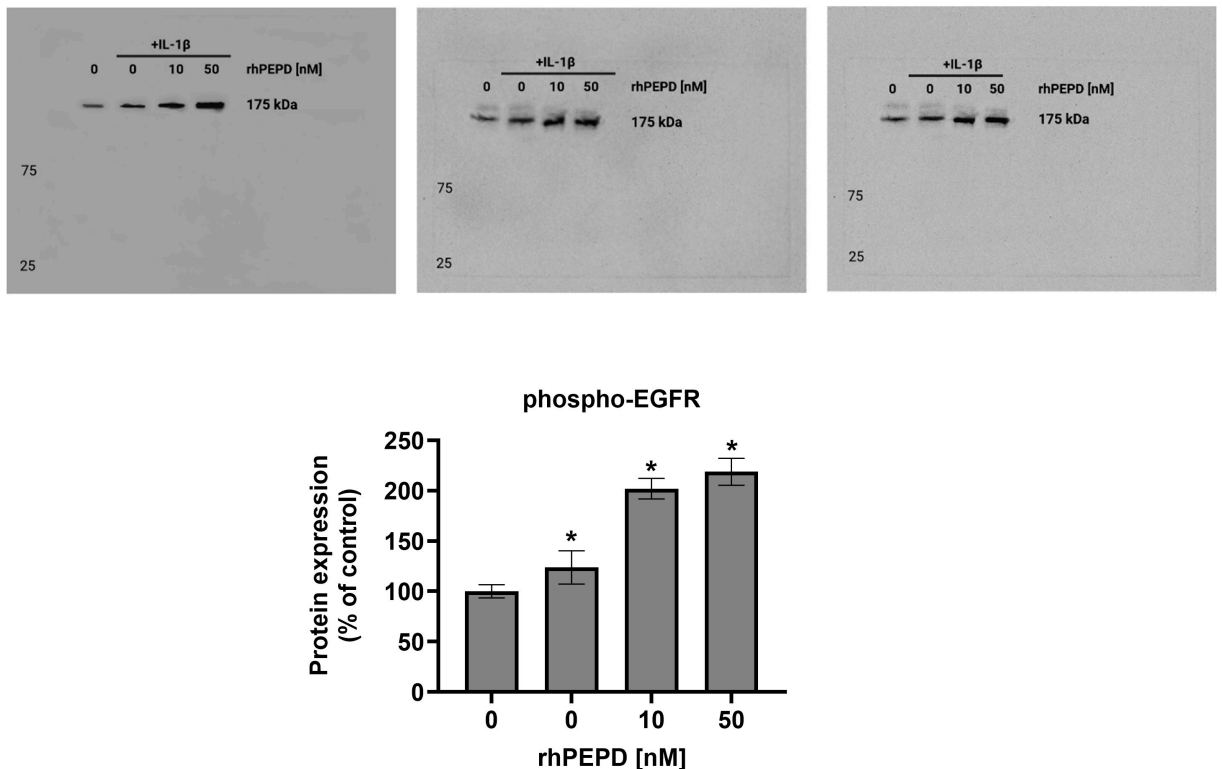 +IL-1β
0 0 10 50 rhPEPD [nM]
175 kDa
75
25
+IL-1β
0 0 10 50 rhPEPD [nM]
175 kDa
75
25
+IL-1β
0 0 10 50 rhPEPD [nM]
175 kDa
75
25
phospho-EGFR
Protein expression
(% of control)
250
200
150
100
50
0
*
*
*
0 0 10 50
rhPEPD [nM]